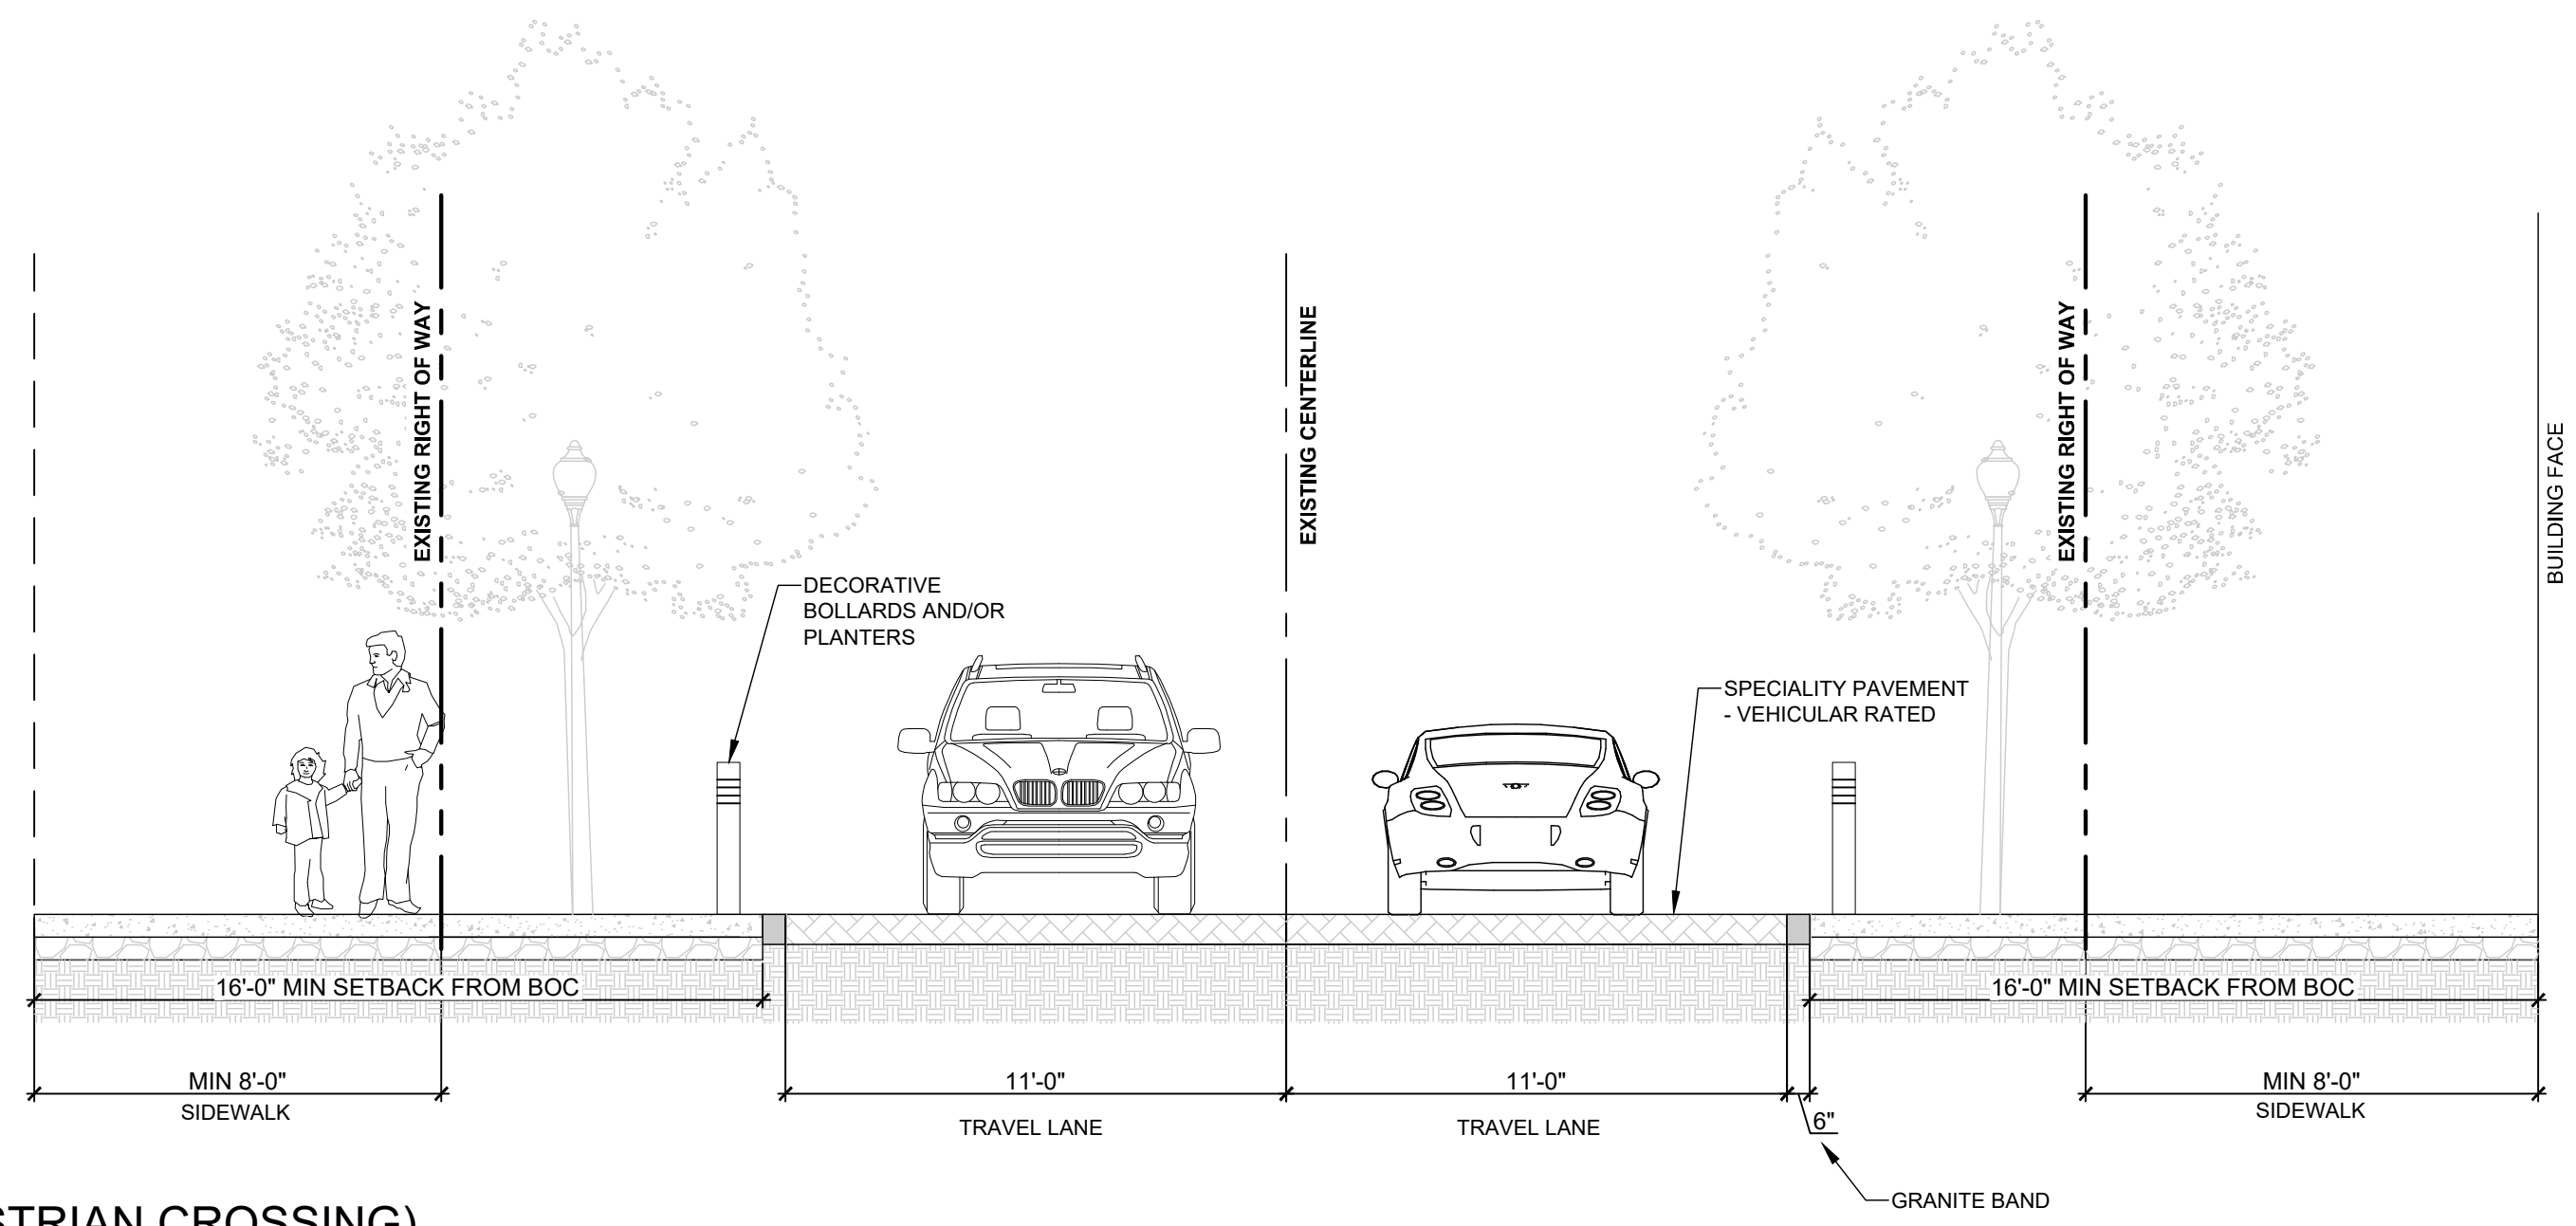 EXISTING RIGHT OF WAY
EXISTING CENTERLINE
EXISTING RIGHT OF WAY
BUILDING FACE
DECORATIVE
BOLLARDS AND/OR
PLANTERS
SPECIALITY PAVEMENT
- VEHICULAR RATED
16'-0" MIN SETBACK FROM BOC
16'-0" MIN SETBACK FROM BOC
MIN 8'-0"
SIDEWALK
11'-0"
TRAVEL LANE
11'-0"
TRAVEL LANE
6"
MIN 8'-0"
SIDEWALK
GRANITE BAND
STRIAN CROSSING)